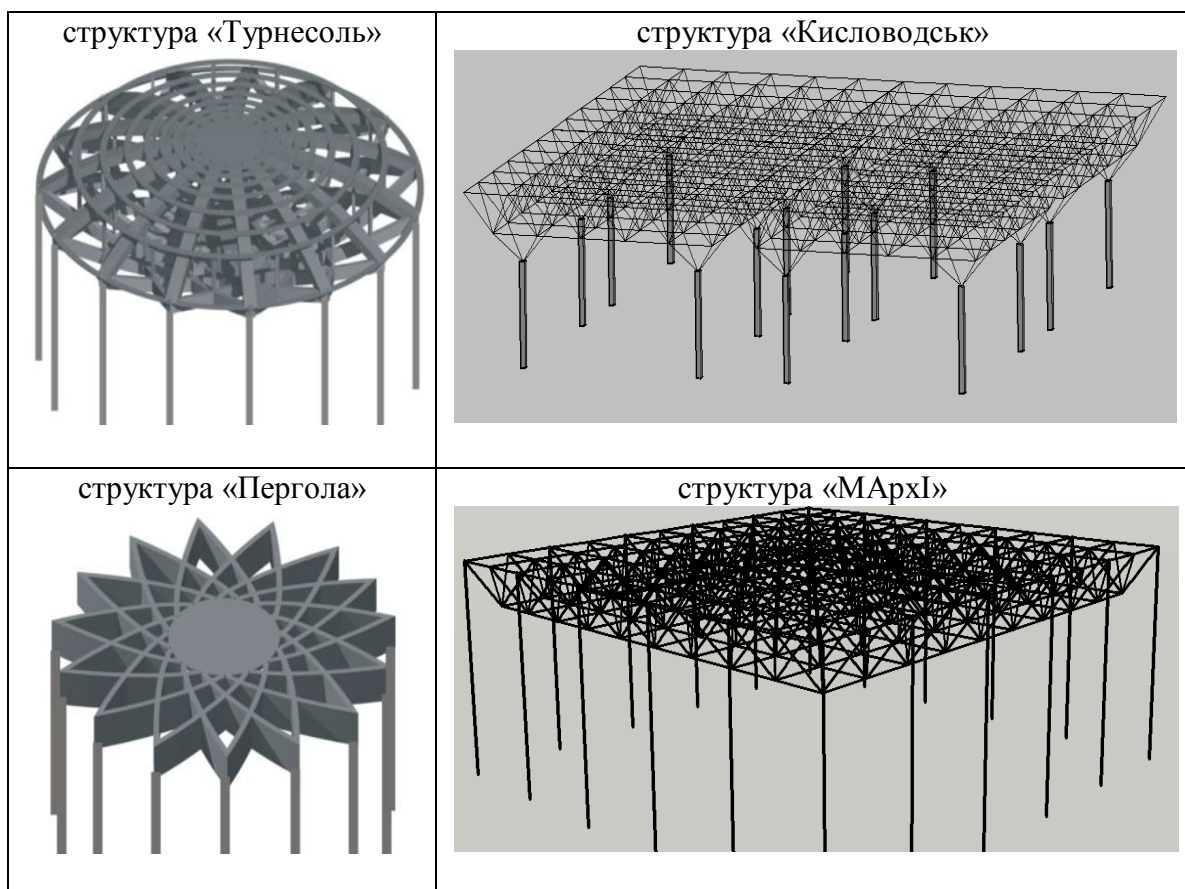 структура «Турнесоль»
структура «Кисловодськ»
структура «Пергола»
структура «МАрхІ»